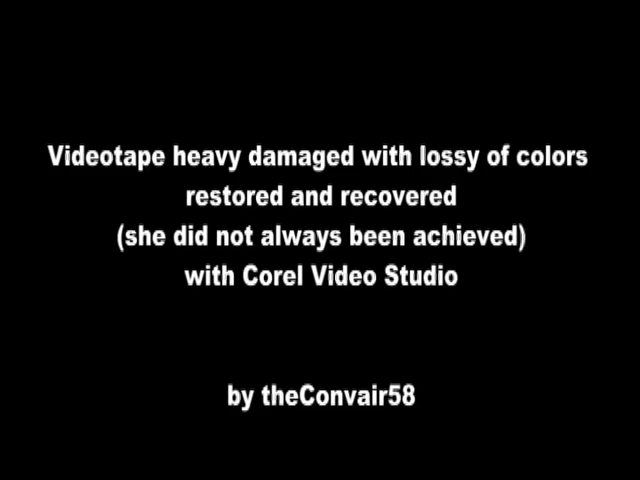 Videotape heavy damaged with lossy of colors
restored and recovered
(she did not always been achieved)
with Corel Video Studio
by theConvair58